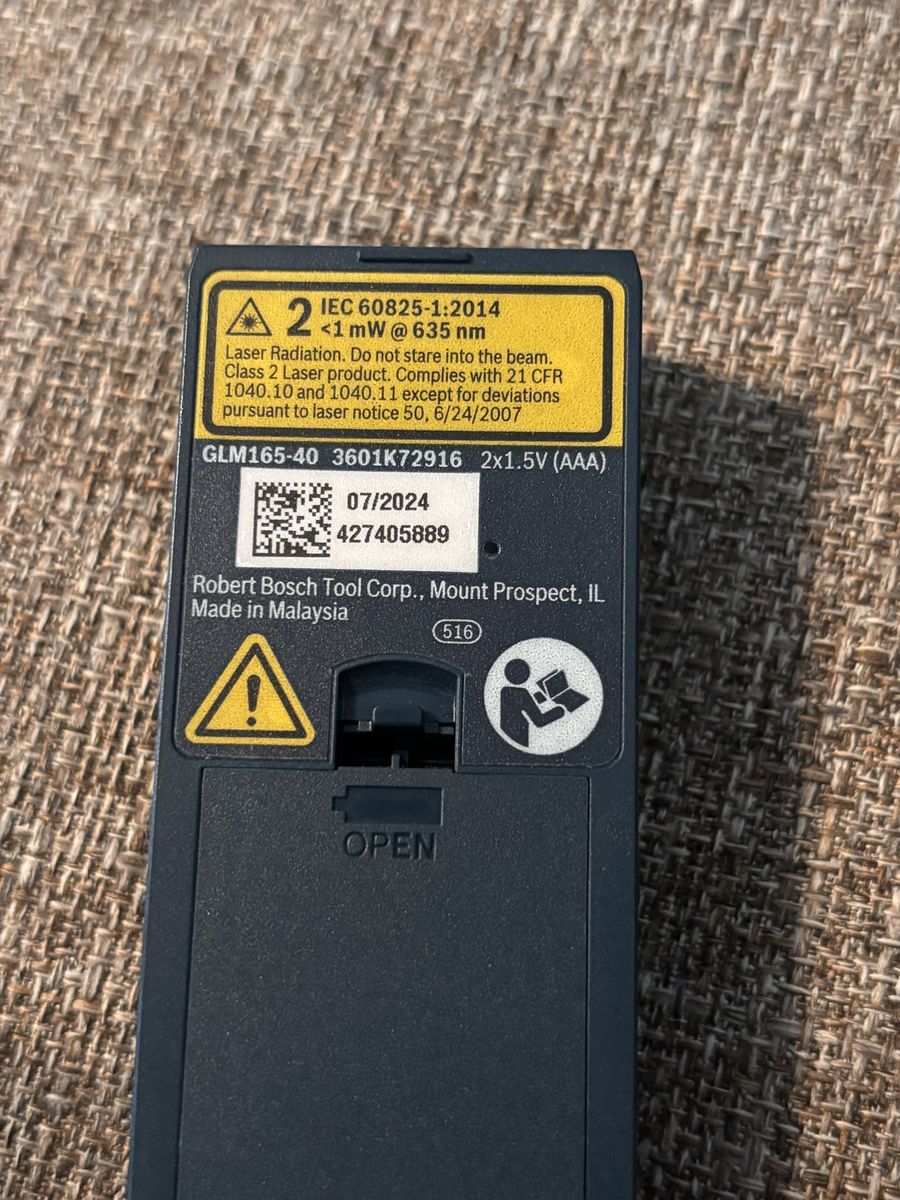 2 IEC 60825-1:2014
<1 mW @ 635 nm
Laser Radiation. Do not stare into the beam.
Class 2 Laser product. Complies with 21 CFR
1040.10 and 1040.11 except for deviations
pursuant to laser notice 50, 6/24/2007
GLM165-40 3601K72916 2x1.5V (AAA)
07/2024
427405889
Robert Bosch Tool Corp., Mount Prospect, IL
Made in Malaysia
516
OPEN